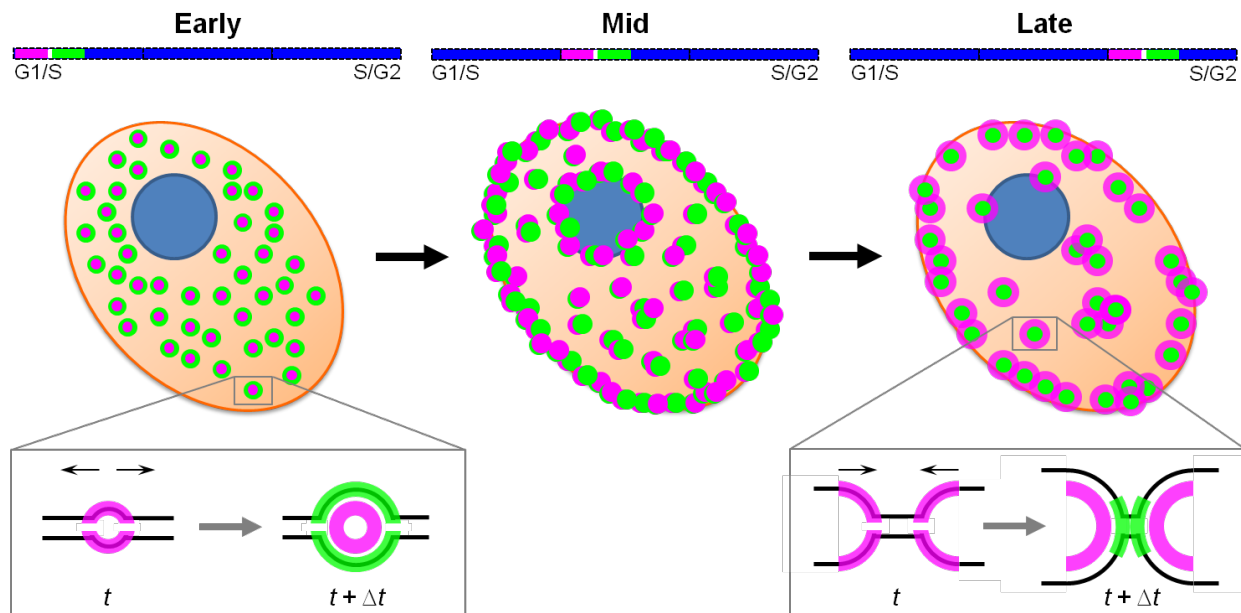 Early Mid Late
G1/S S/G2 G1/S S/G2 G1/S S/G2
t t + Δt t t + Δt